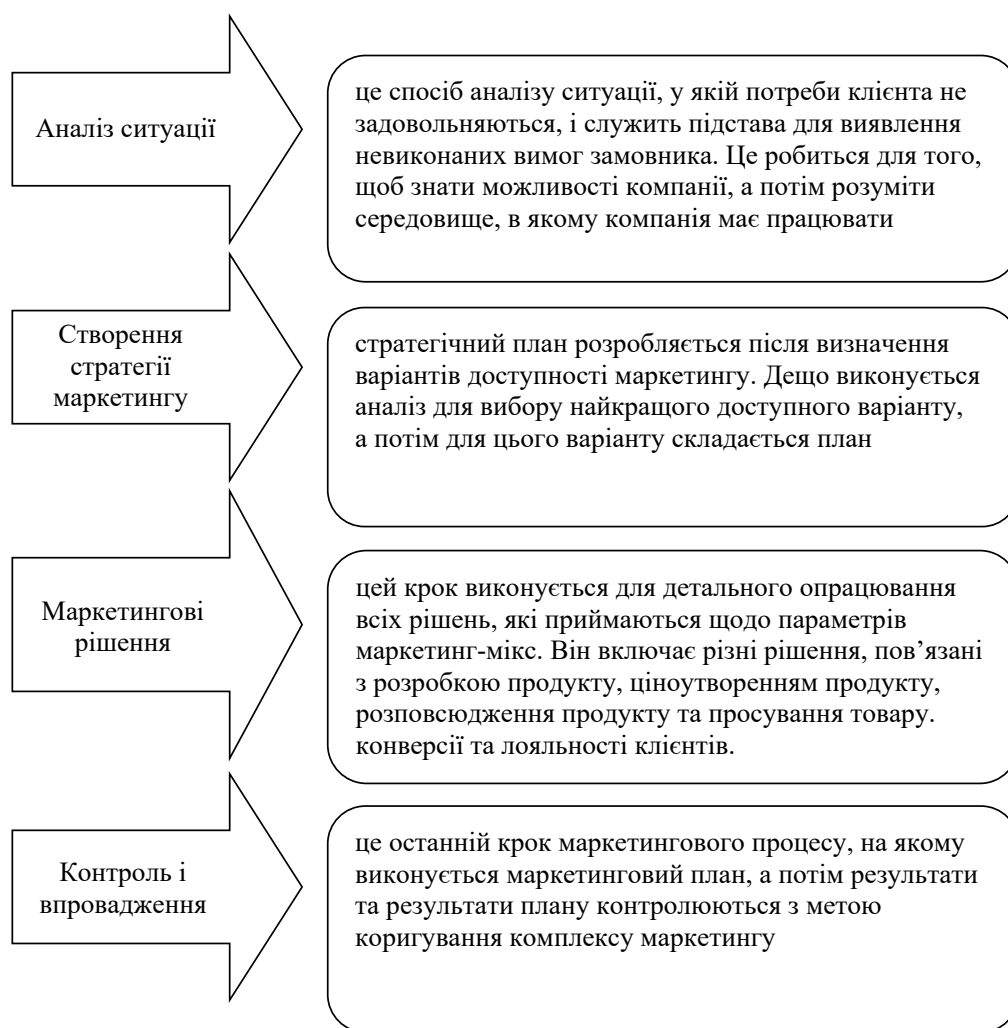 Аналіз ситуації
це спосіб аналізу ситуації, у якій потреби клієнта не
задовольняються, і служить підстава для виявлення
невиконаних вимог замовника. Це робиться для того,
щоб знати можливості компанії, а потім розуміти
середовище, в якому компанія має працювати
Створення
стратегії
маркетингу
стратегічний план розробляється після визначення
варіантів доступності маркетингу. Дещо виконується
аналіз для вибору найкращого доступного варіанту,
а потім для цього варіанту складається план
Маркетингові
рішення
цей крок виконується для детального опрацювання
всіх рішень, які приймаються щодо параметрів
маркетинг-мікс. Він включає різні рішення, пов’язані
з розробкою продукту, ціноутворенням продукту,
розповсюдження продукту та просування товару.
конверсії та лояльності клієнтів.
Контроль і
впровадження
це останній крок маркетингового процесу, на якому
виконується маркетинговий план, а потім результати
та результати плану контролюються з метою
коригування комплексу маркетингу